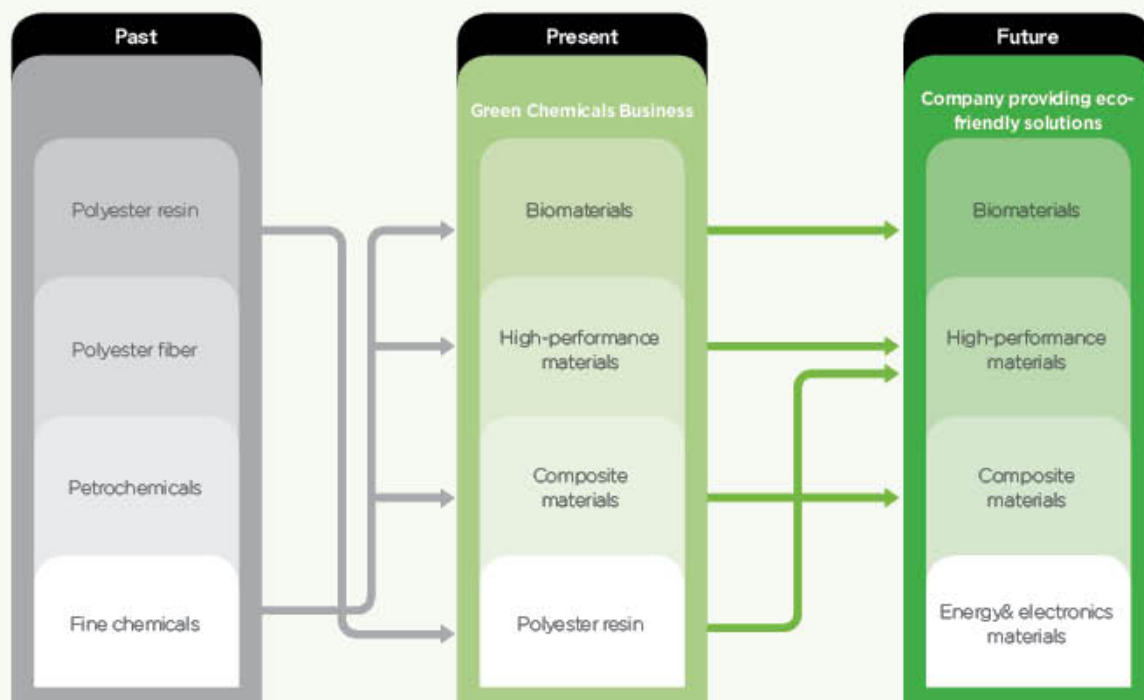 Past
Polyester resin
Polyester fiber
Petrochemicals
Fine chemicals
Present
Green Chemicals Business
Biomaterials
High-performance
materials
Composite
materials
Polyester resin
Future
Company providing eco-
friendly solutions
Biomaterials
High-performance
materials
Composite
materials
Energy& electronics
materials